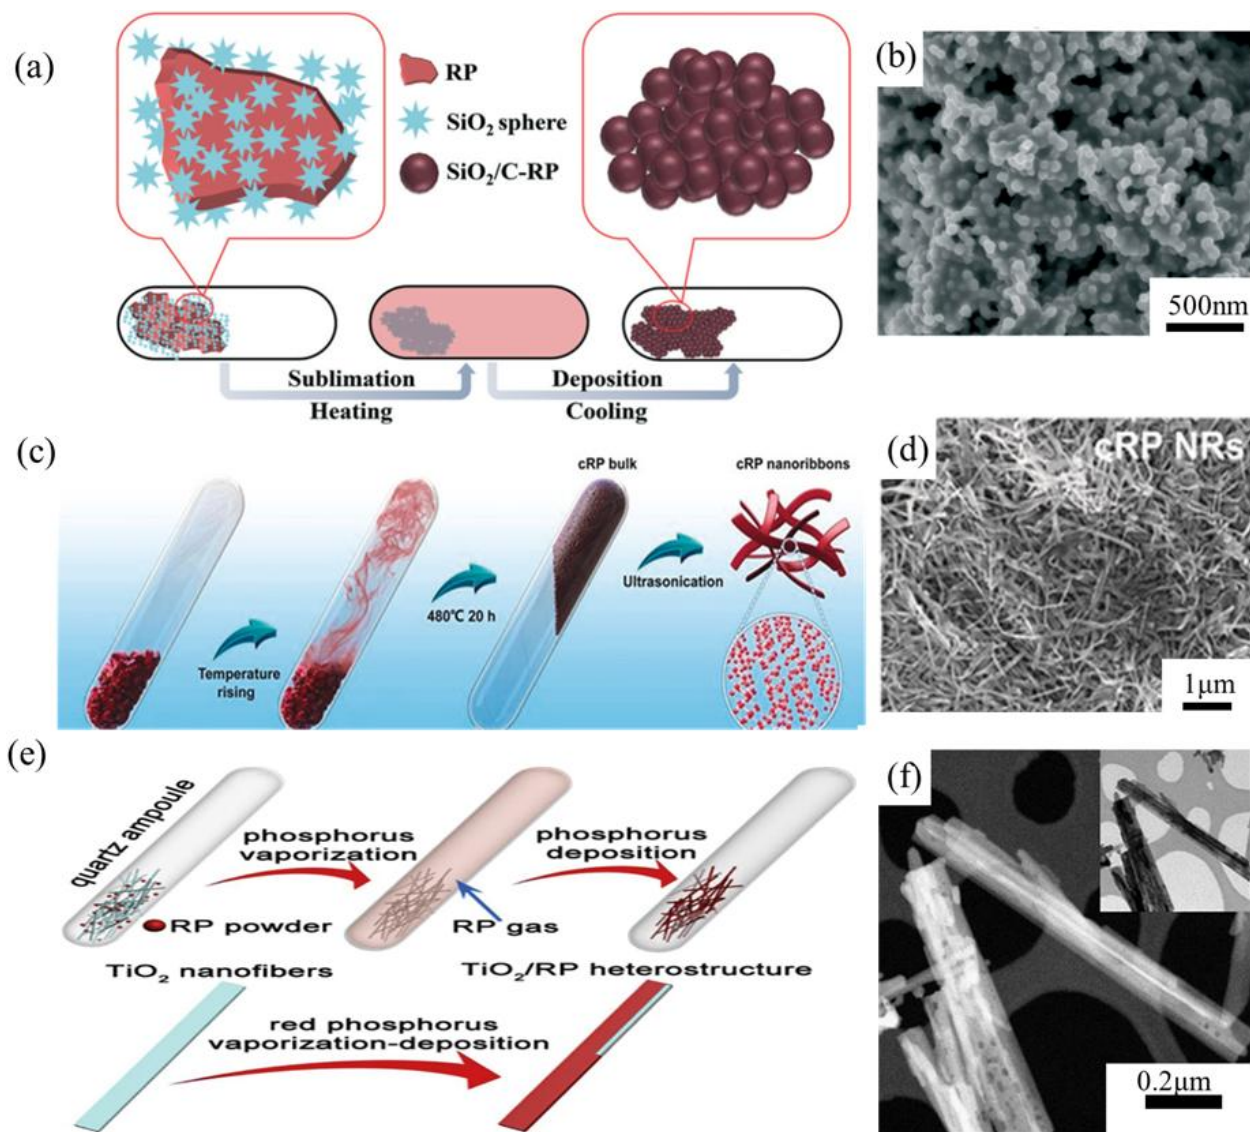 (a)
RP
SiO₂ sphere
SiO₂/C-RP
Sublimation
Heating
Deposition
Cooling
(b)
500nm
(c)
Temperature
rising
480℃ 20 h
cRP bulk
Ultrasonication
cRP nanoribbons
(d)
cRP NRs
1μm
(e)
quartz ampoule
phosphorus
vaporization
phosphorus
deposition
RP powder
RP gas
TiO₂ nanofibers
TiO₂/RP heterostructure
red phosphorus
vaporization-deposition
(f)
0.2μm